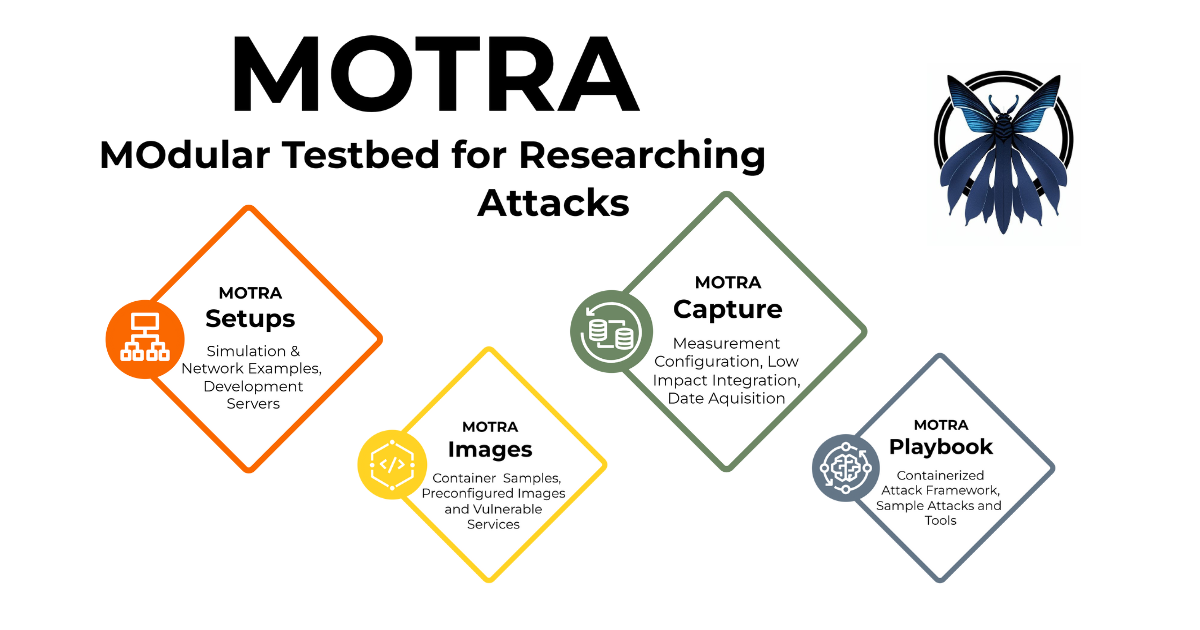 MOTRA
MOdular Testbed for Researching
Attacks
MOTRA
Setups
Simulation &
Network Examples,
Development
Servers
MOTRA
Images
Container Samples,
Preconfigured Images
and Vulnerable
Services
MOTRA
Capture
Measurement
Configuration, Low
Impact Integration,
Date Aquisition
MOTRA
Playbook
Containerized
Attack Framework,
Sample Attacks and
Tools